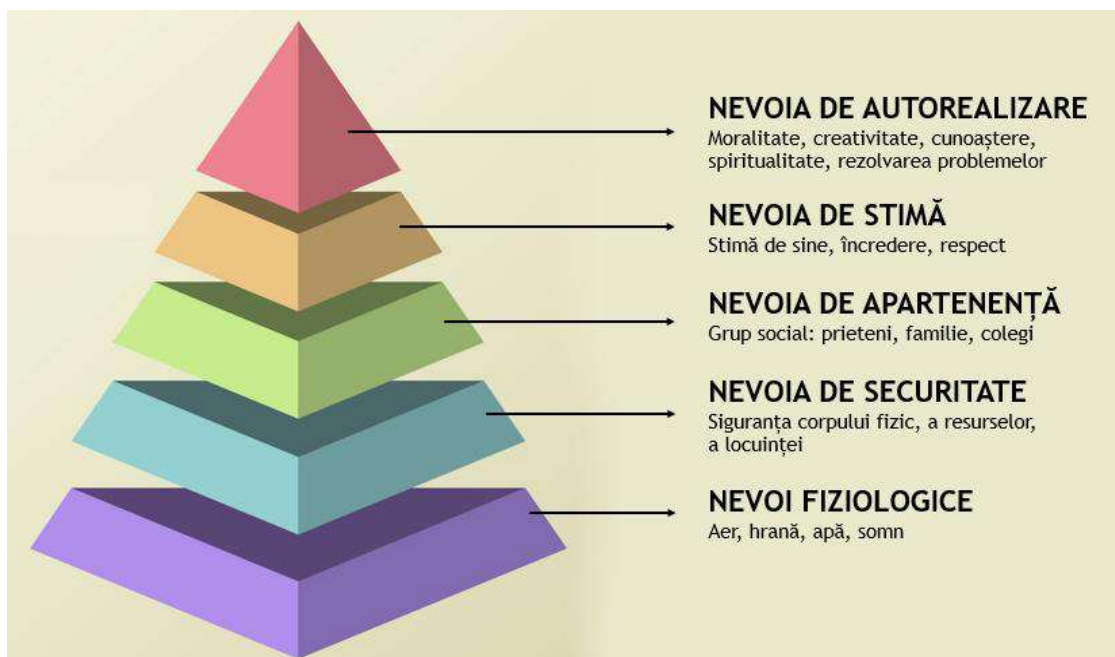 NEVOIA DE AUTOREALIZARE
Moralitate, creativitate, cunoaștere,
spiritualitate, rezolvarea problemelor
NEVOIA DE STIMĂ
Stimă de sine, încredere, respect
NEVOIA DE APARTENENȚĂ
Grup social: prieteni, familie, colegi
NEVOIA DE SECURITATE
Siguranța corpului fizic, a resurselor,
a locuinței
NEVOI FIZIOLOGICE
Aer, hrană, apă, somn